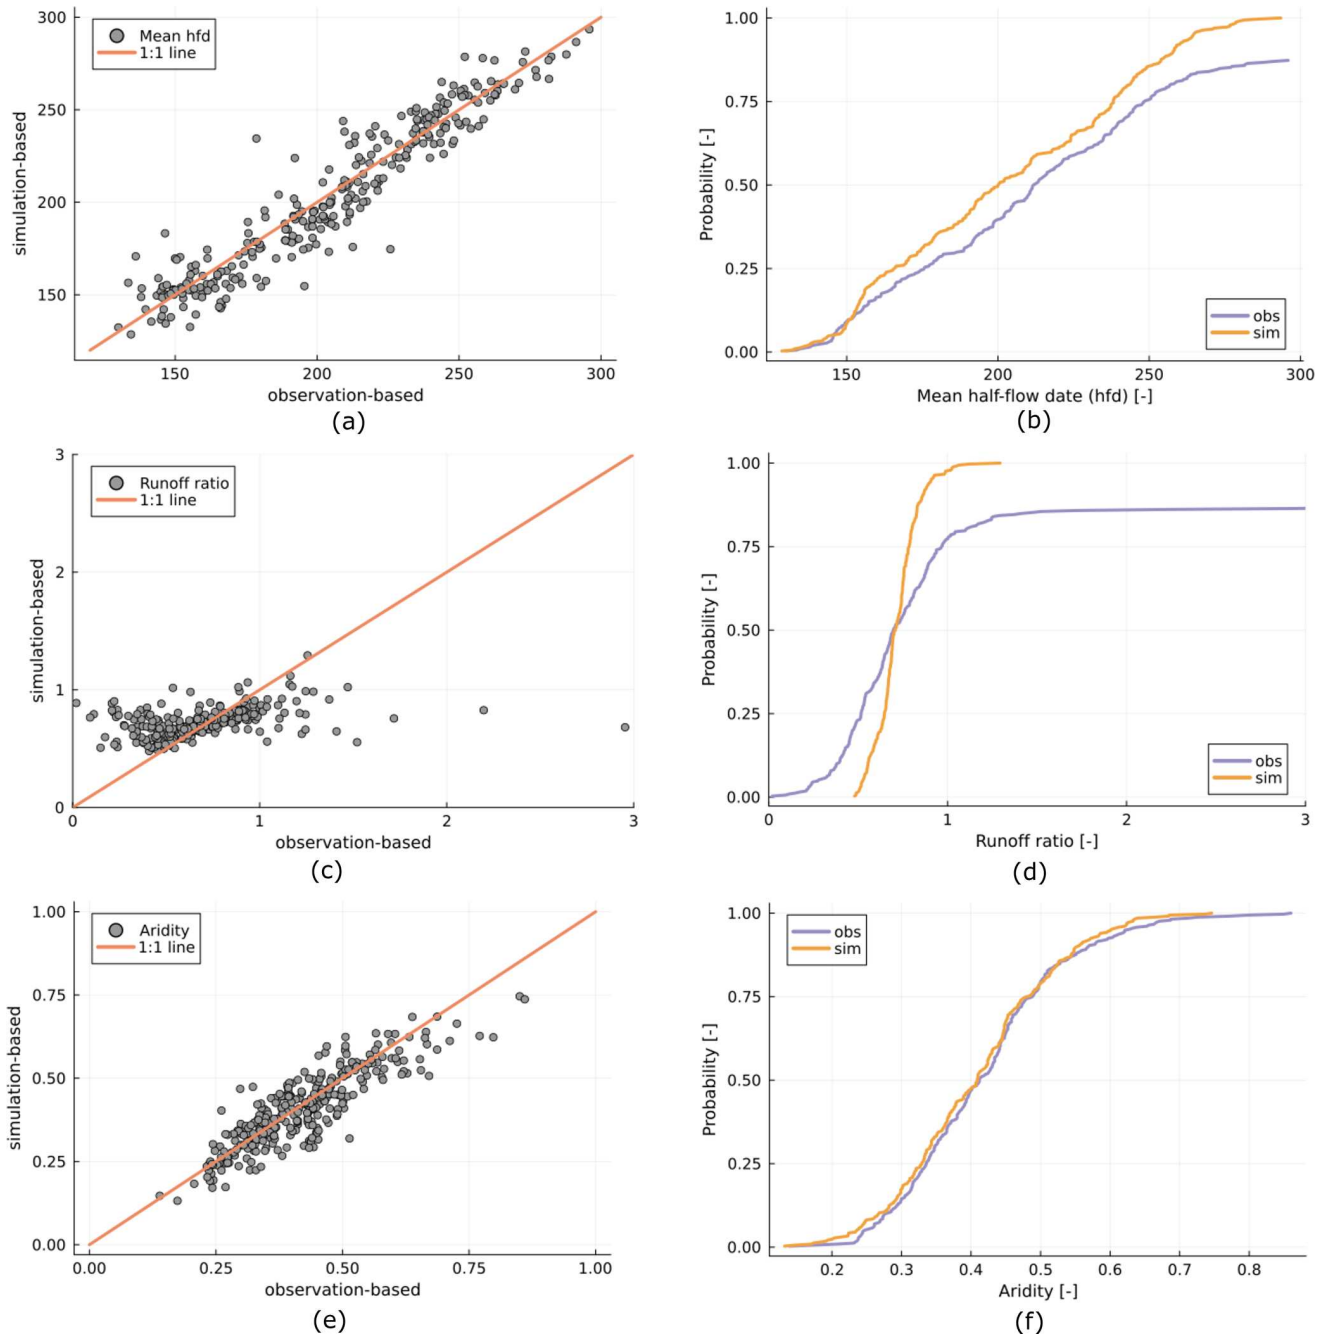 300
250
200
150
simulation-based
Mean hfd
1:1 line
150 200 250 300
observation-based
(a)
1.00
0.75
0.50
0.25
0.00
Probability [-]
obs
sim
150 200 250 300
Mean half-flow date (hfd) [-]
(b)
3
2
1
0
simulation-based
Runoff ratio
1:1 line
0 1 2 3
observation-based
(c)
1.00
0.75
0.50
0.25
0.00
Probability [-]
obs
sim
0 1 2 3
Runoff ratio [-]
(d)
1.00
0.75
0.50
0.25
0.00
simulation-based
Aridity
1:1 line
0.00 0.25 0.50 0.75 1.00
observation-based
(e)
1.00
0.75
0.50
0.25
0.00
Probability [-]
obs
sim
0.2 0.3 0.4 0.5 0.6 0.7 0.8
Aridity [-]
(f)